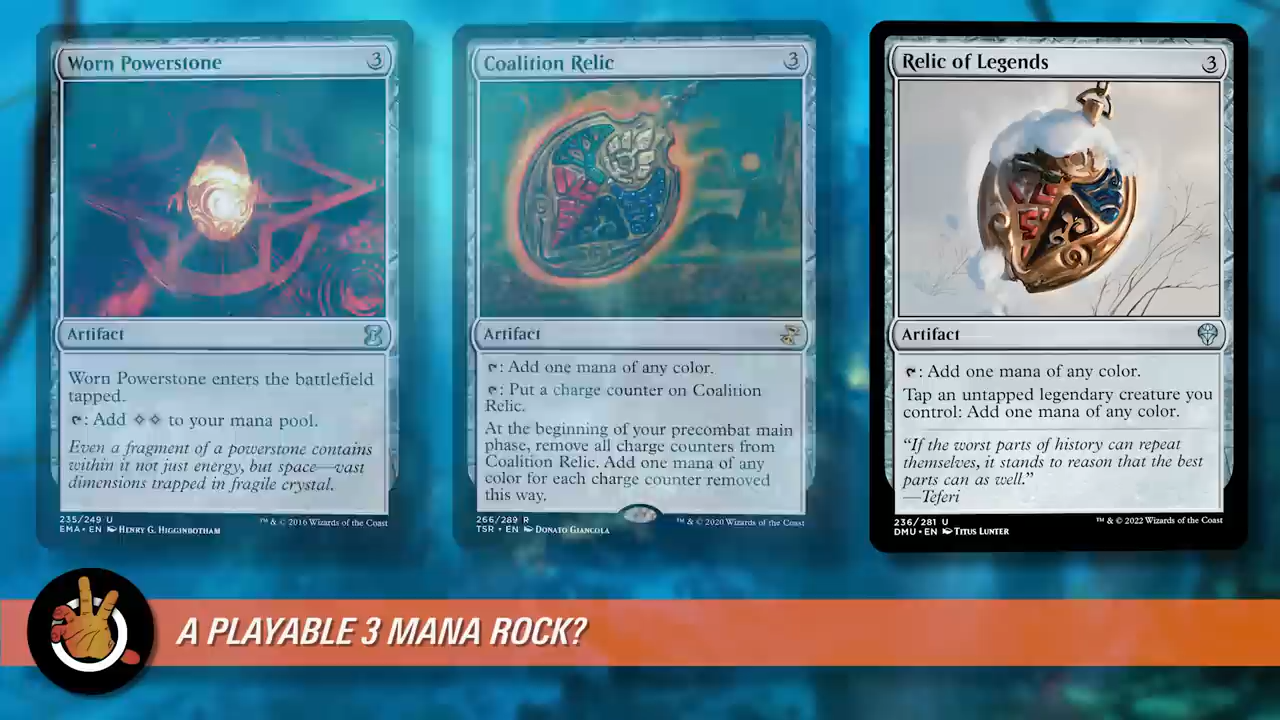 Worn Powerstone 3
Artifact
Worn Powerstone enters the battlefield
tapped.
: Add to your mana pool.
Even a fragment of a powerstone contains
within it not just energy, but space—vast
dimensions trapped in fragile crystal.
235/249 U
EMA • EN Henry G. Higginbotham
™ & © 2016 Wizards of the Coast
Coalition Relic 3
Artifact
: Add one mana of any color.
: Put a charge counter on Coalition
Relic.
At the beginning of your precombat main
phase, remove all charge counters from
Coalition Relic. Add one mana of any
color for each charge counter removed
this way.
266/289 R
TSR • EN Donato Giancola
™ & © 2020 Wizards of the Coast
Relic of Legends 3
Artifact
: Add one mana of any color.
Tap an untapped legendary creature you
control: Add one mana of any color.
“If the worst parts of history can repeat
themselves, it stands to reason that the best
parts can as well.”
—Teferi
236/281 U
DMU • EN Titus Lunter
™ & © 2022 Wizards of the Coast
A PLAYABLE 3 MANA ROCK?